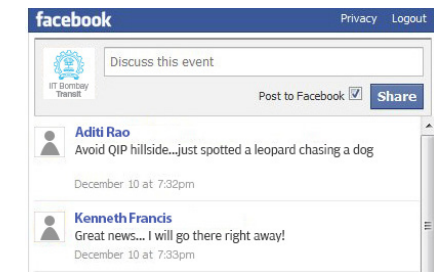 facebook
Privacy Logout
IIT Bombay
Transit
Discuss this event
Post to Facebook
Share
Aditi Rao
Avoid QIP hillside...just spotted a leopard chasing a dog
December 10 at 7:32pm
Kenneth Francis
Great news... I will go there right away!
December 10 at 7:33pm